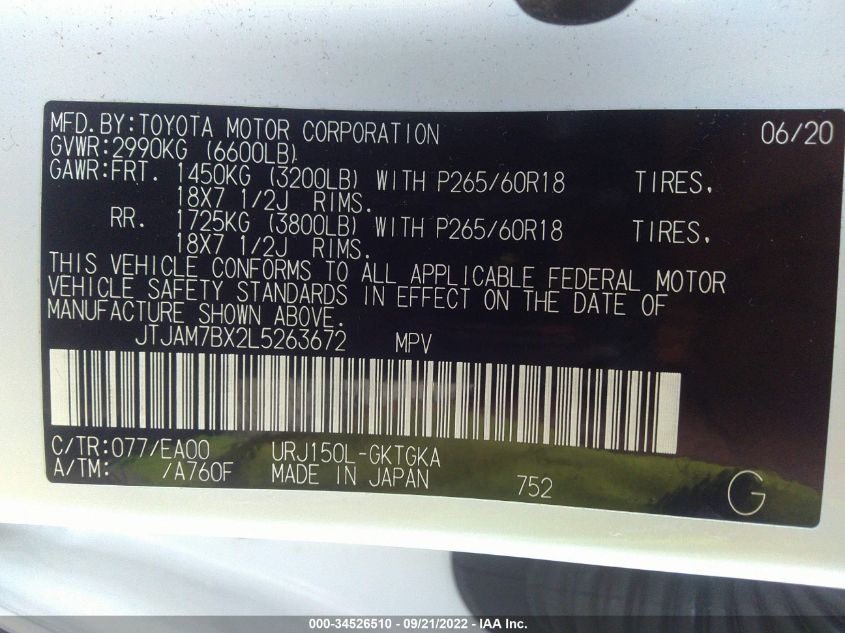 MFD.BY:TOYOTA MOTOR CORPORATION 06/20
GVWR:2990KG (6600LB)
GAWR:FRT. 1450KG (3200LB) WITH P265/60R18 TIRES.
18X7 1/2J RIMS.
RR. 1725KG (3800LB) WITH P265/60R18 TIRES.
18X7 1/2J RIMS.
THIS VEHICLE CONFORMS TO ALL APPLICABLE FEDERAL MOTOR
VEHICLE SAFETY STANDARDS IN EFFECT ON THE DATE OF
MANUFACTURE SHOWN ABOVE.
JTJAM7BX2L5263672 MPV
C/TR:077/EA00 URJ150L-GKTGKA
A/TM: /A760F MADE IN JAPAN 752 G
000-34526510 - 09/21/2022 - IAA Inc.